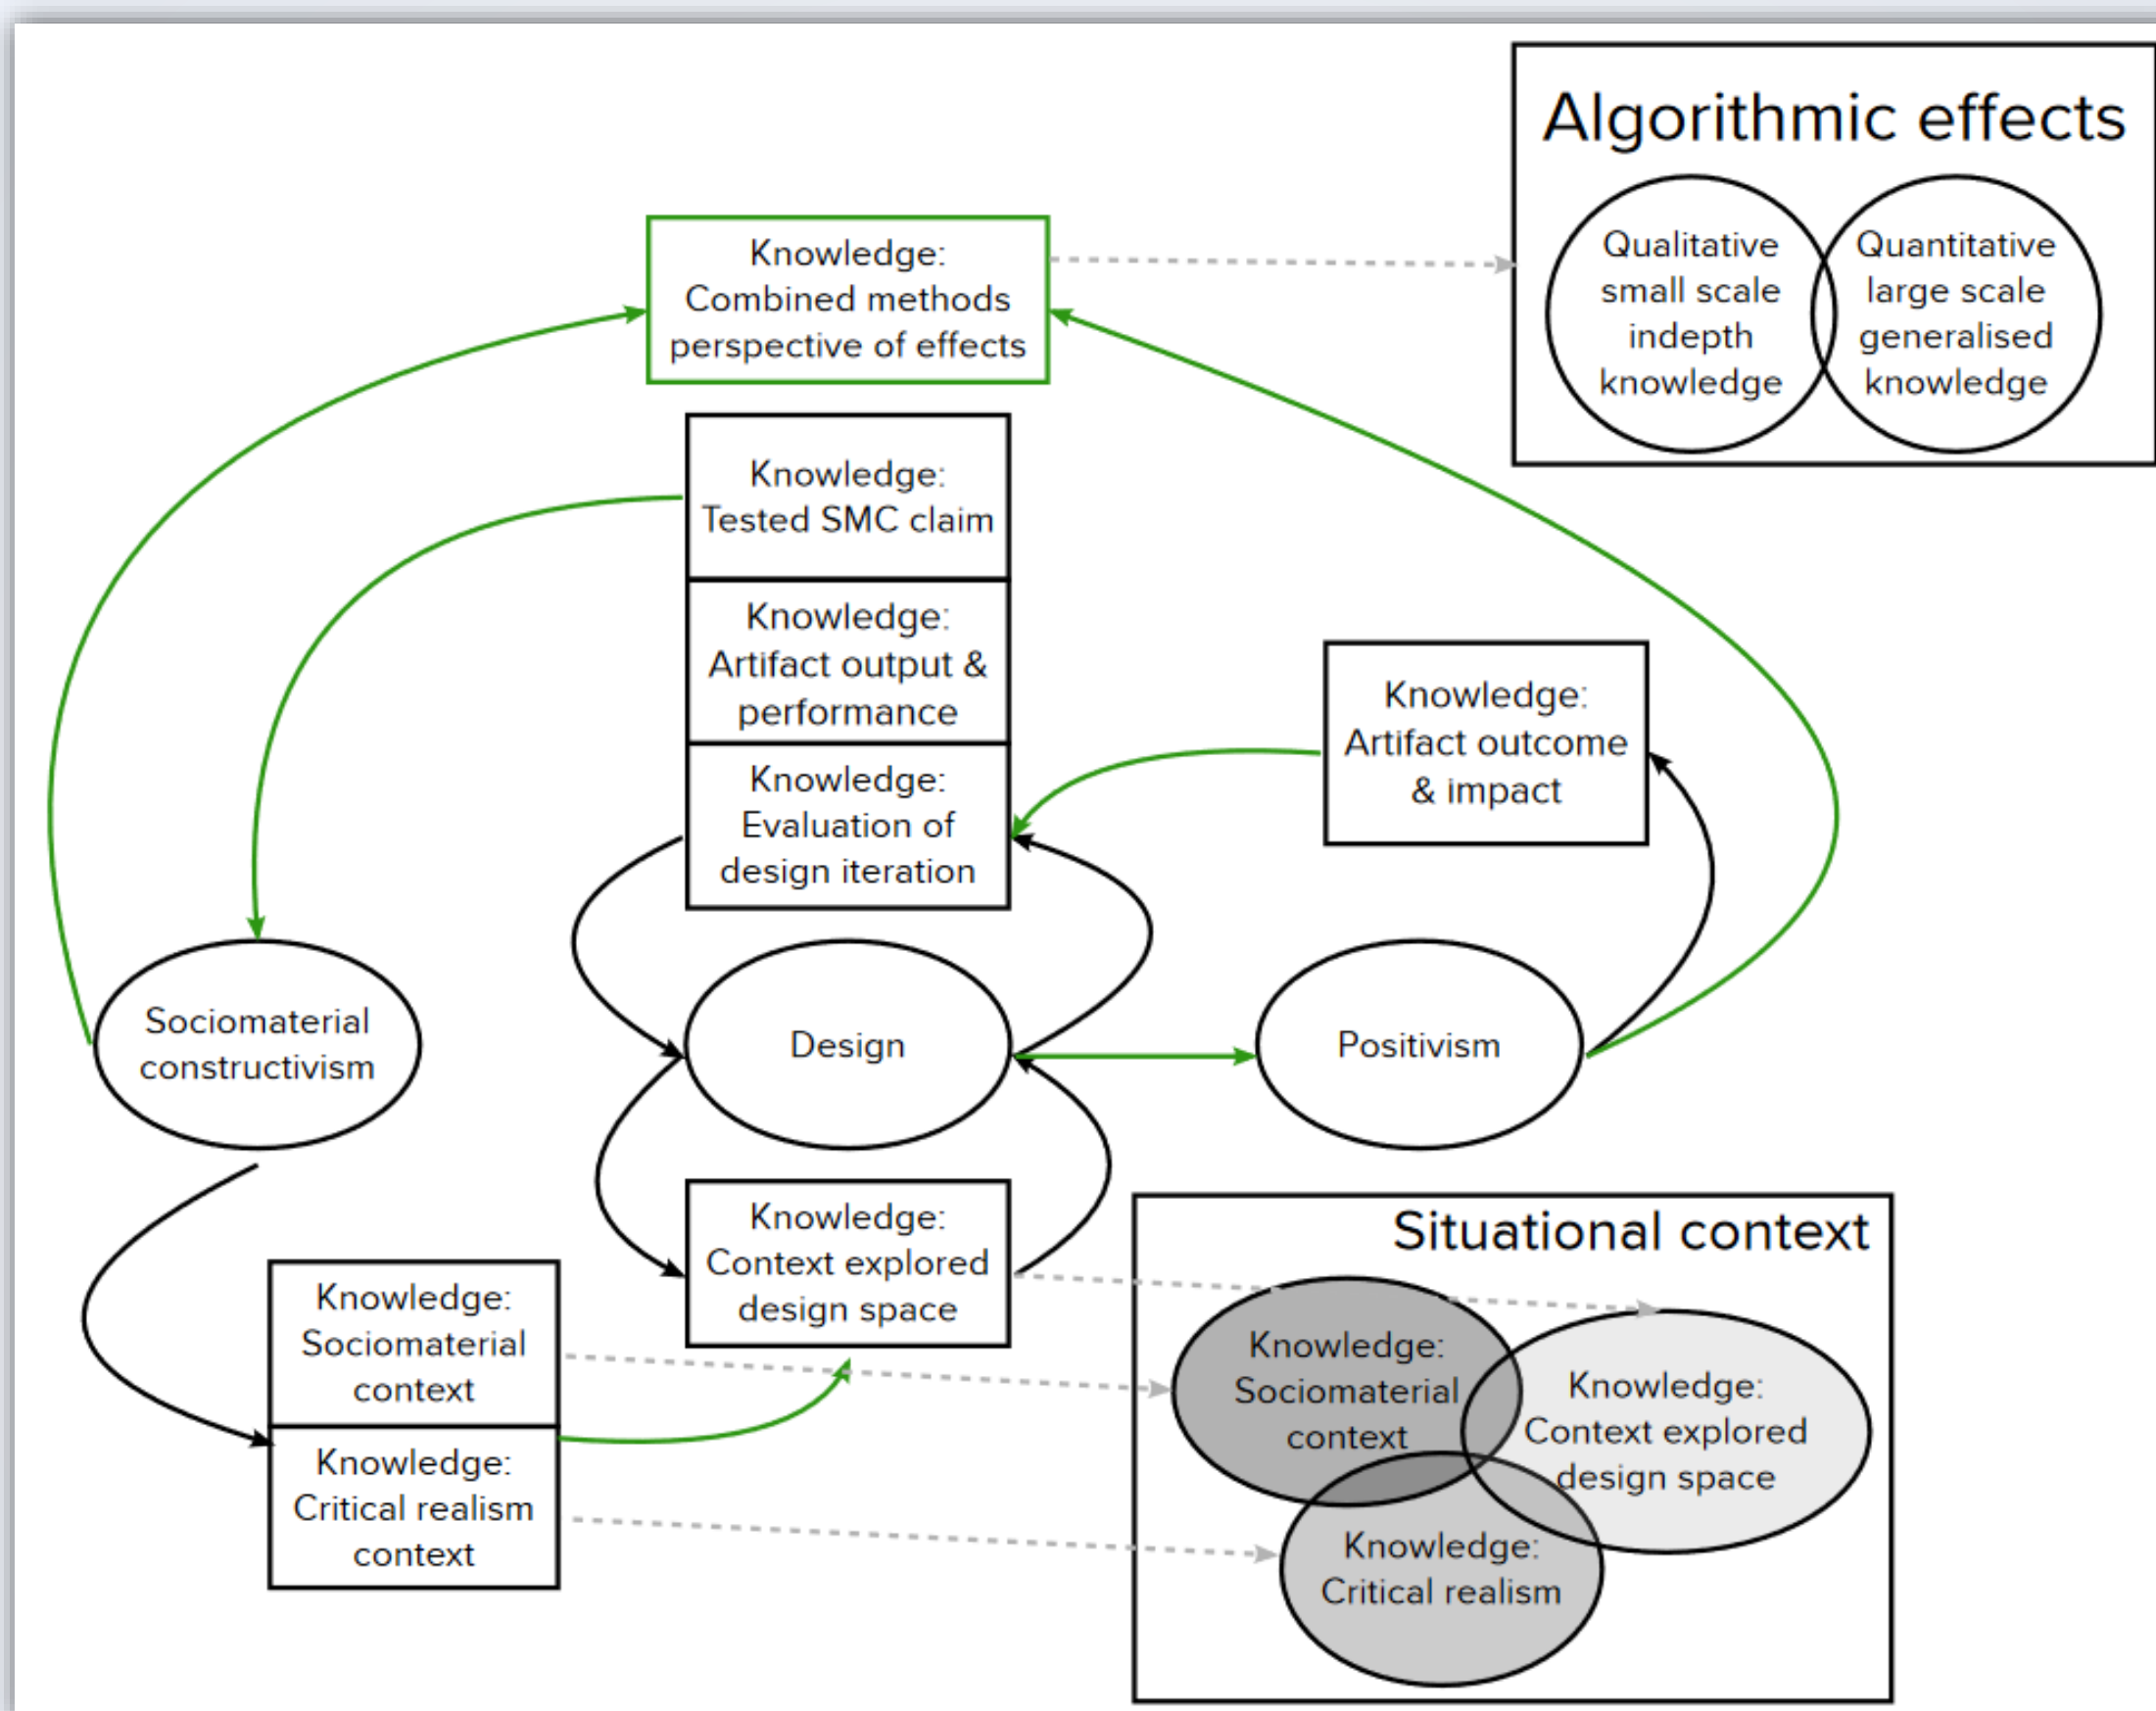 Algorithmic effects
Qualitative
small scale
indepth
knowledge
Quantitative
large scale
generalised
knowledge
Knowledge:
Combined methods
perspective of effects
Knowledge:
Tested SMC claim
Knowledge:
Artifact output &
performance
Knowledge:
Evaluation of
design iteration
Knowledge:
Artifact outcome
& impact
Sociomaterial
constructivism
Design
Positivism
Knowledge:
Context explored
design space
Knowledge:
Sociomaterial
context
Knowledge:
Critical realism
context
Situational context
Knowledge:
Sociomaterial
context
Knowledge:
Context explored
design space
Knowledge:
Critical realism